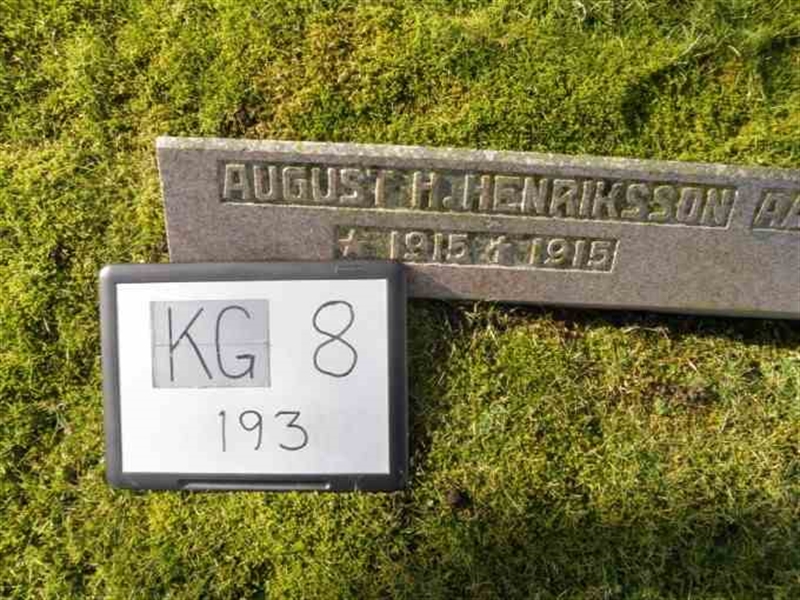 AUGUST H. HENRIKSSON
★ 1915 ✝ 1915
KG 8
193